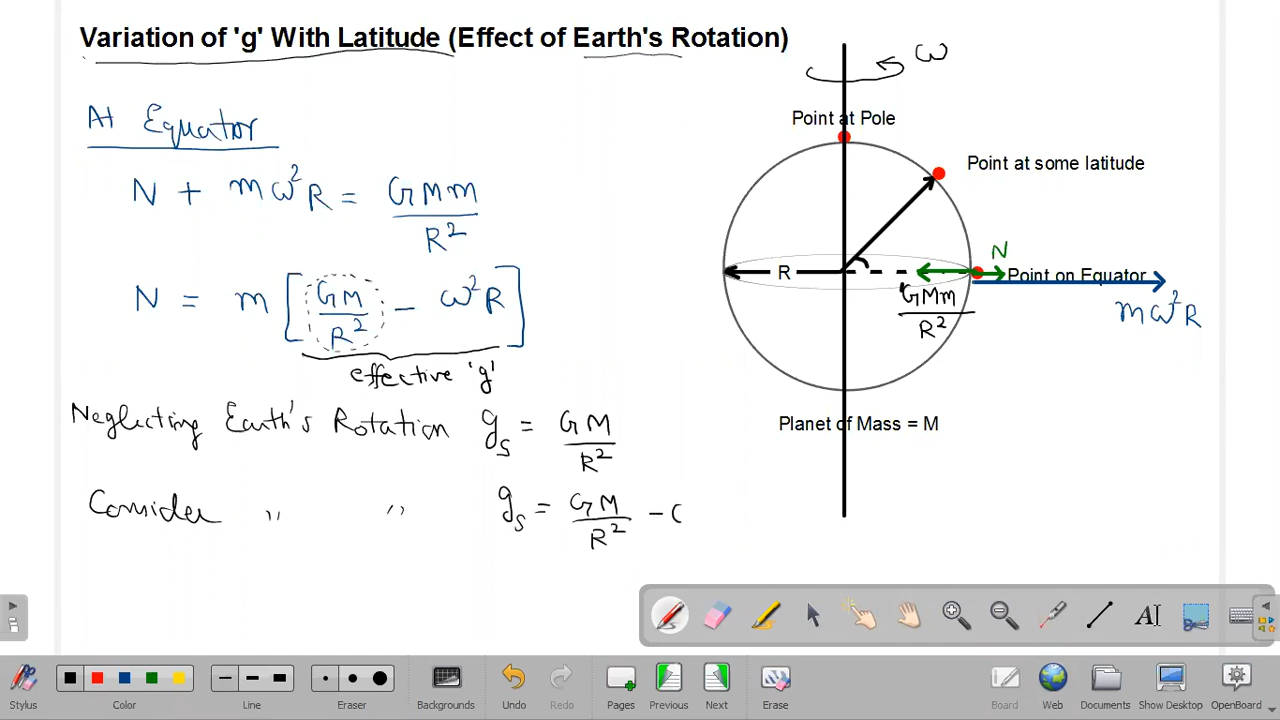 Variation of 'g' With Latitude (Effect of Earth's Rotation)
ω
At Equator
Point at Pole
Point at some latitude
N + mω²R = GMm/R²
N
R
Point on Equator
GMm/R²
mω²R
N = m[GM/R² - ω²R]
effective 'g'
Neglecting Earth's Rotation gₛ = GM/R²
Planet of Mass = M
Consider " " gₛ = GM/R² -
Stylus
Color
Line
Eraser
Backgrounds
Undo
Redo
Pages
Previous
Next
Erase
Board
Web
Documents
Show Desktop
OpenBoard